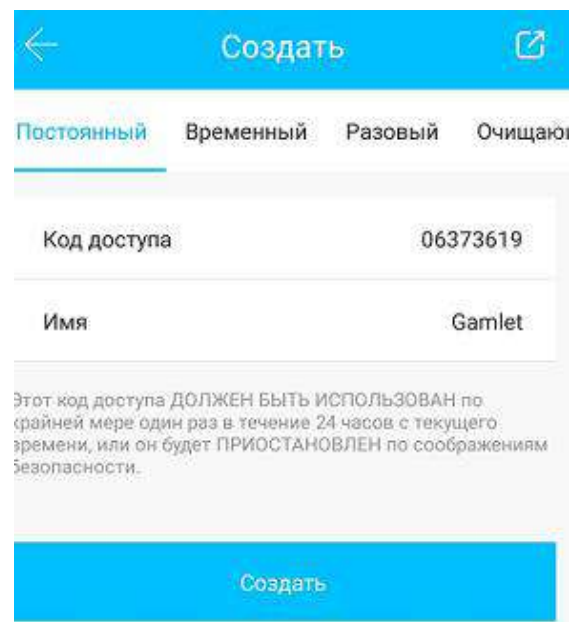 Создать
Постоянный Временный Разовый Очищаю
Код доступа 06373619
Имя Gamlet
Этот код доступа ДОЛЖЕН БЫТЬ ИСПОЛЬЗОВАН по
крайней мере один раз в течение 24 часов с текущего
времени, или он будет ПРИОСТАНОВЛЕН по соображениям
безопасности.
Создать